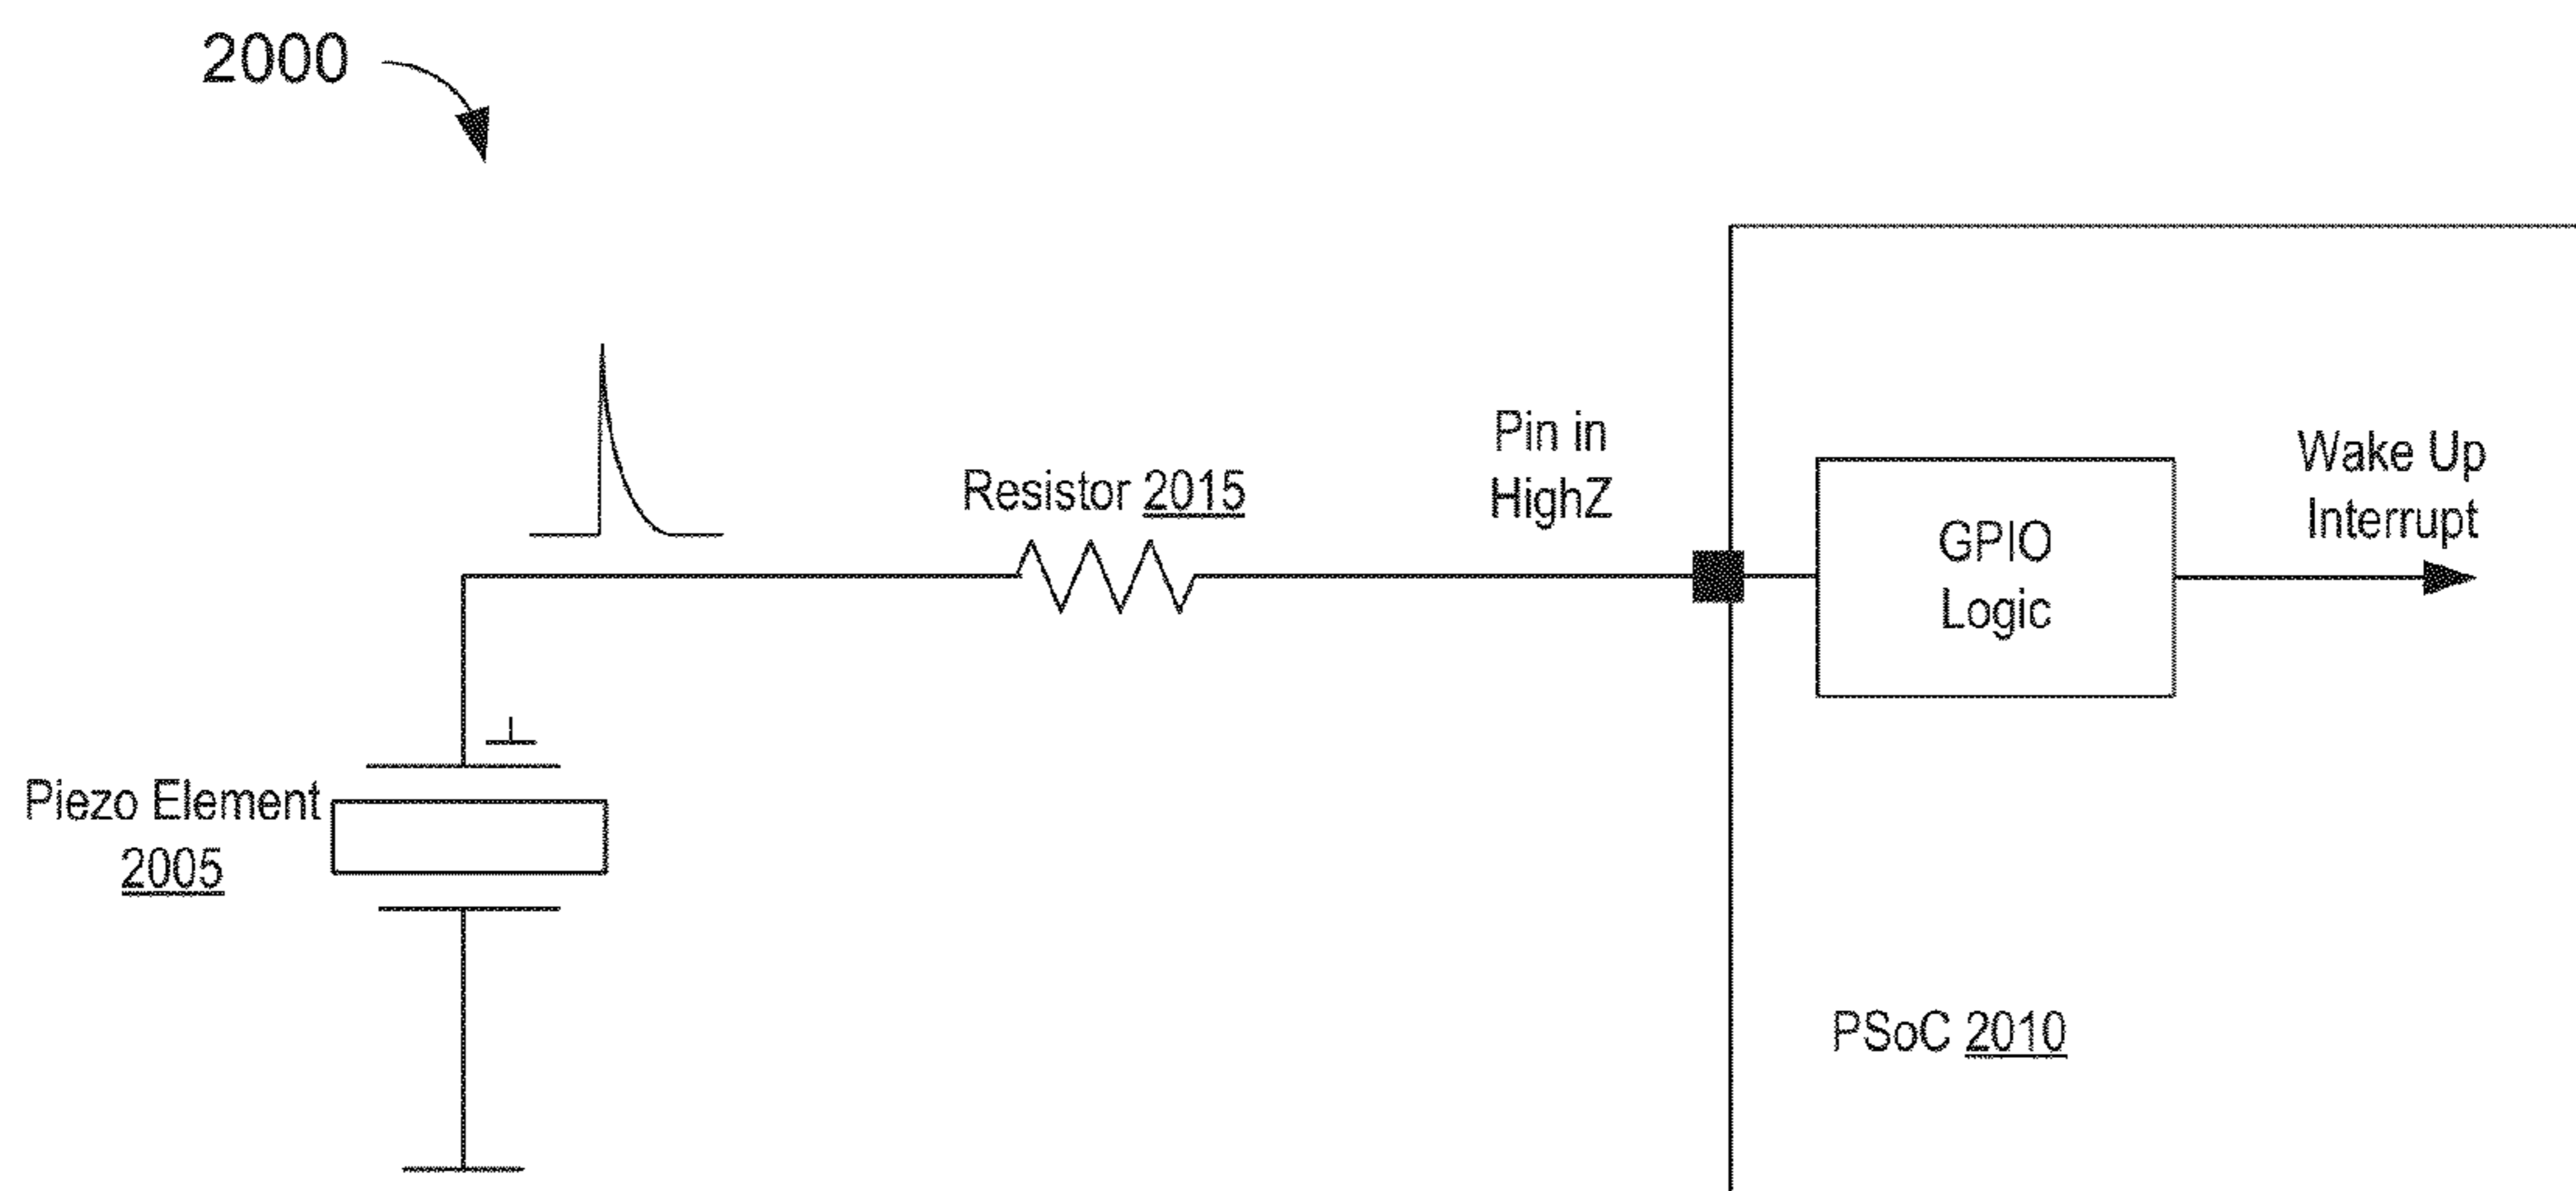 2000
Pin in
HighZ
Resistor 2015
Wake Up
Interrupt
GPIO
Logic
Piezo Element
2005
PSoC 2010